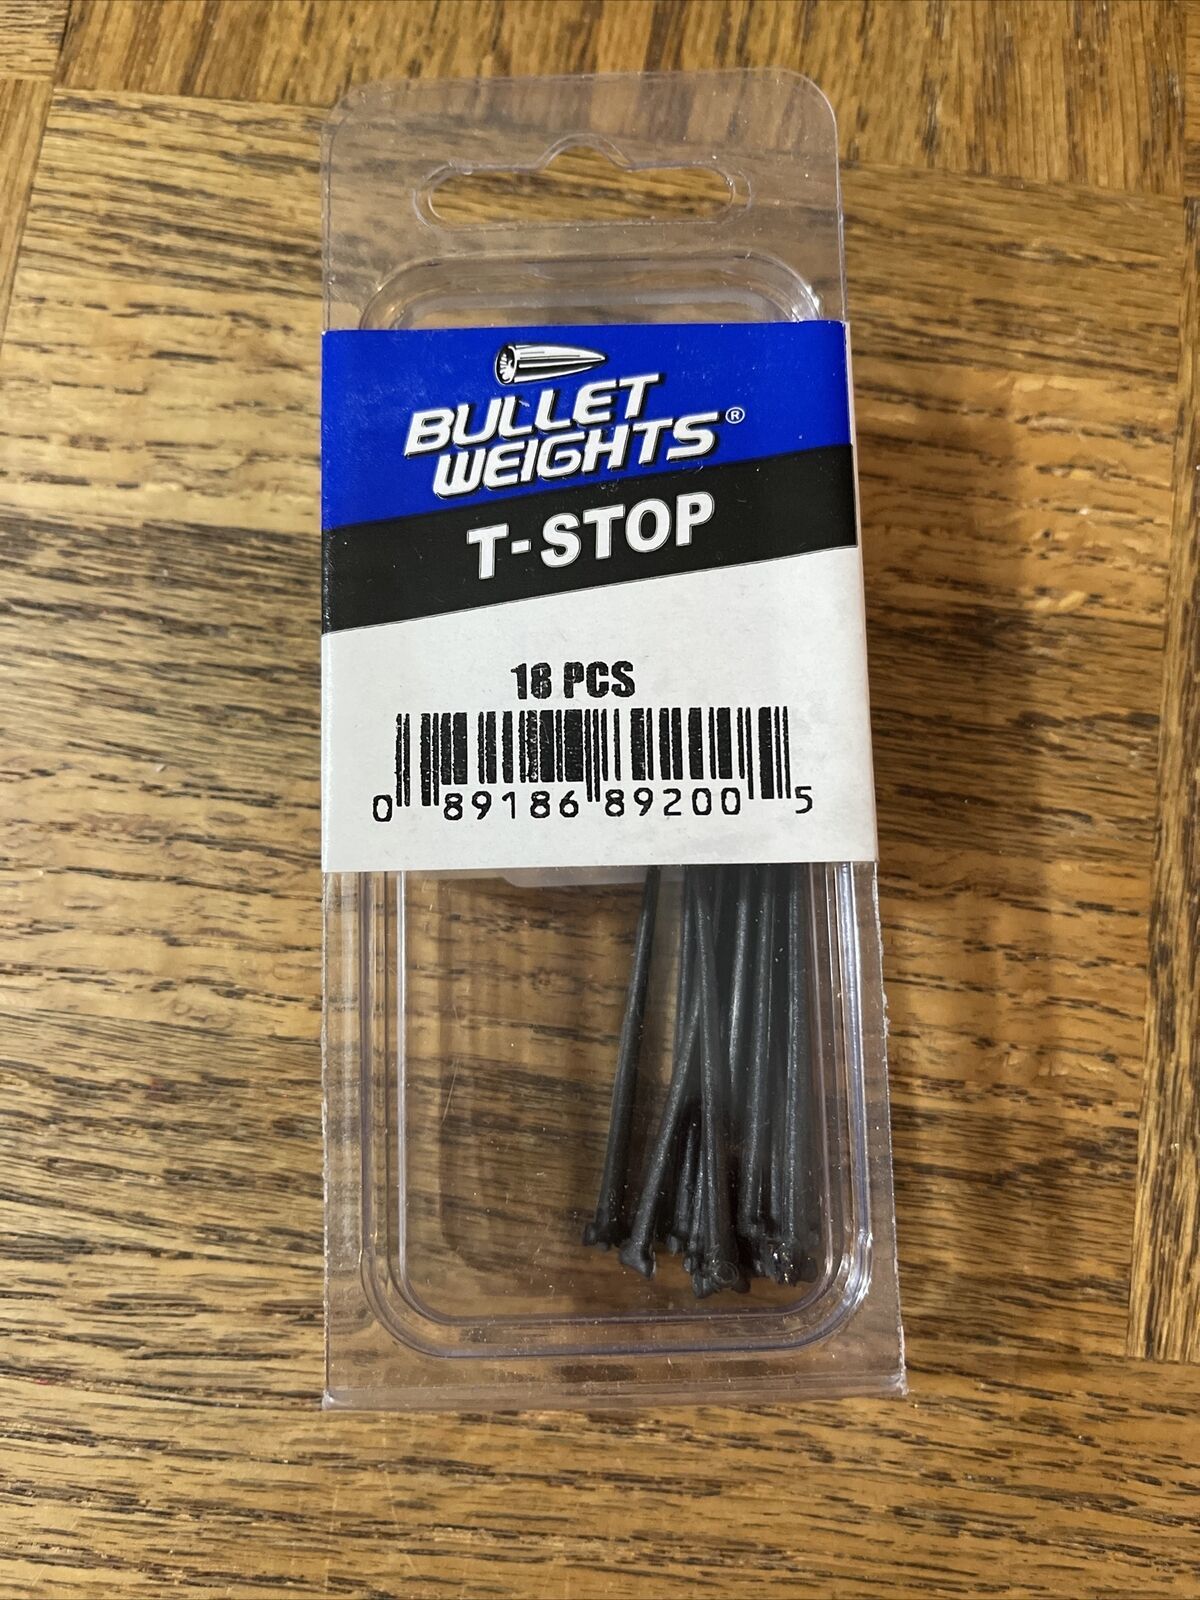 BULLET
WEIGHTS®
T-STOP
18 PCS
0 89186 89200 5